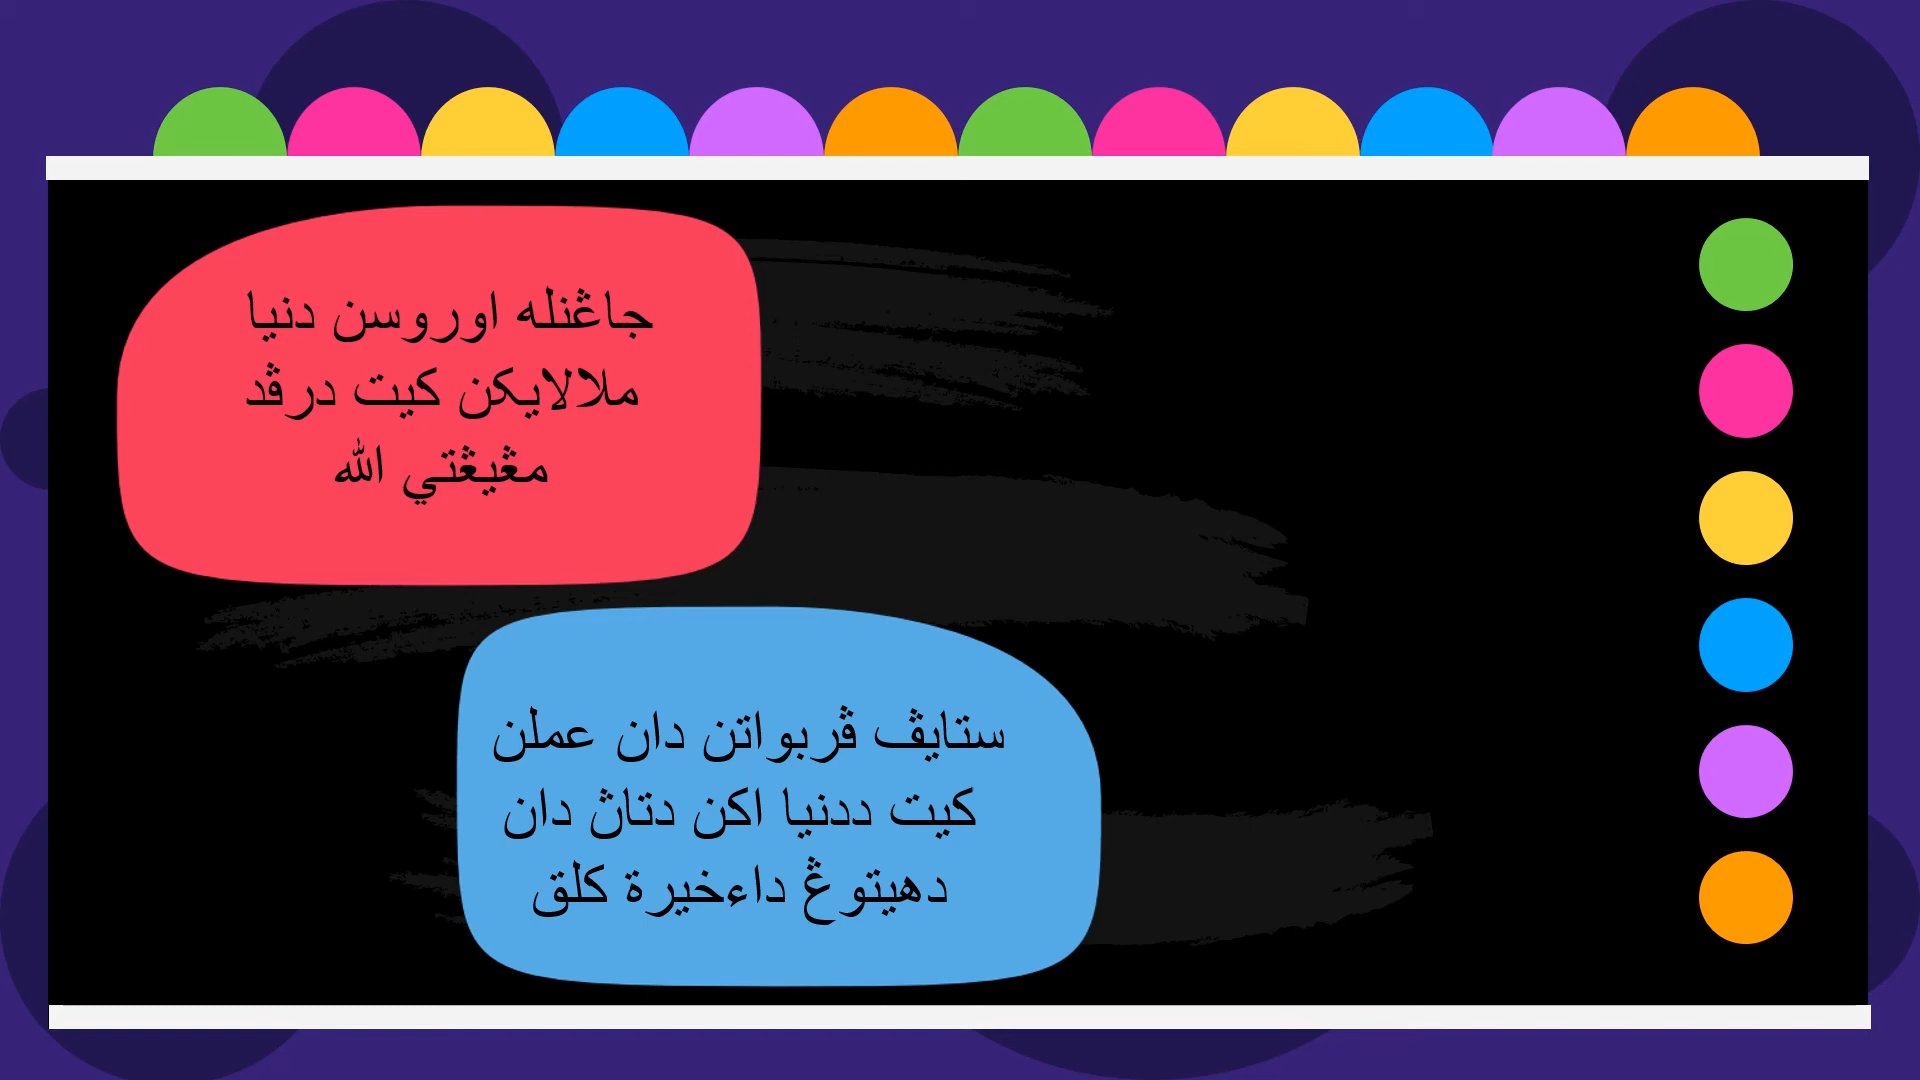 جاڠنله اوروسن دنيا
ملالايكن كيت درڤد
مڠيڠتي الله
ستايڤ ڤربواتن دان عملن
كيت ددنيا اكن دتاڽ دان
دهيتوڠ داءخيرة كلق